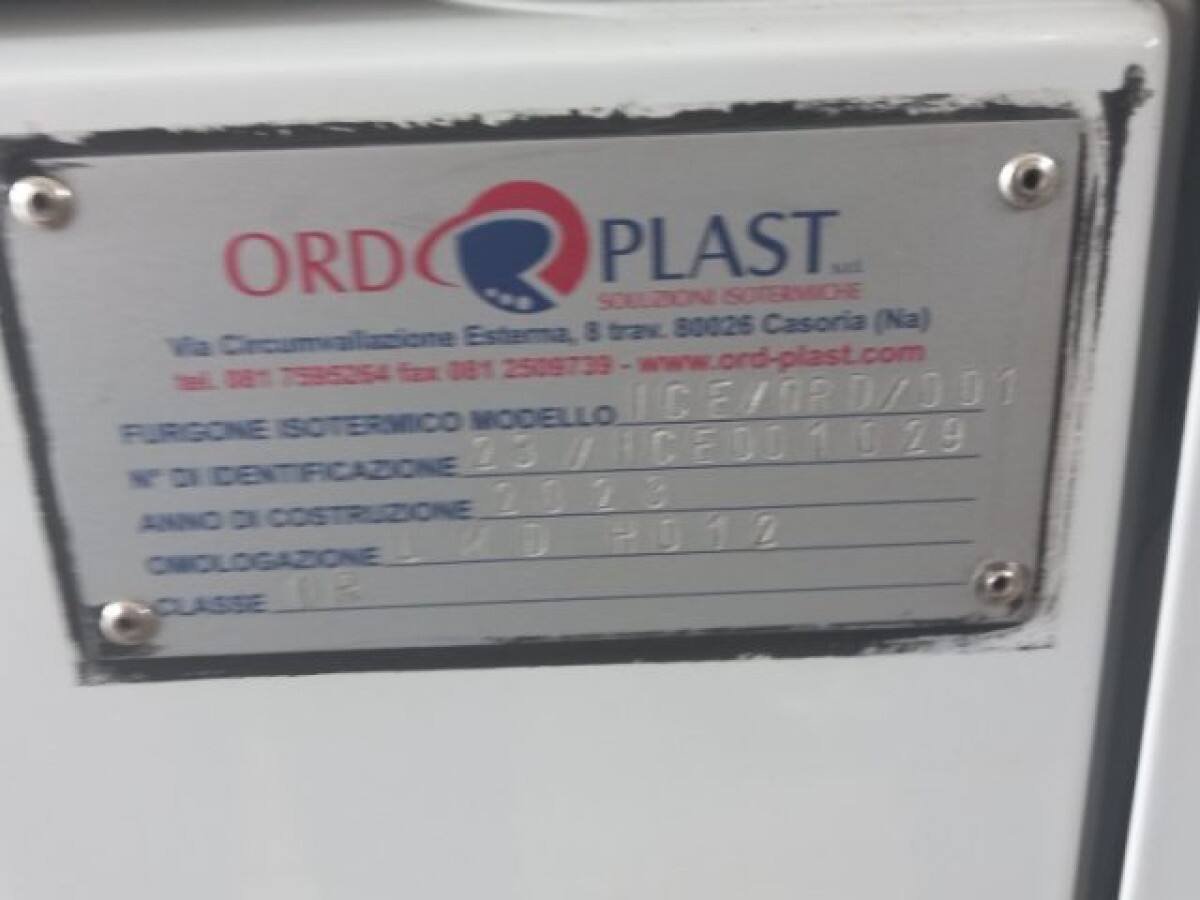 ORD PLAST srl
SOLUZIONI ISOTERMICHE
Via Circumvallazione Esterna, 8 trav. 80026 Casoria (Na)
tel. 081 7595264 fax 081 2509739 - www.ord-plast.com
FURGONE ISOTERMICO MODELLO ICE/ORD/001
N° DI IDENTIFICAZIONE 23/ICE001029
ANNO DI COSTRUZIONE 2023
OMOLOGAZIONE H012
CLASSE